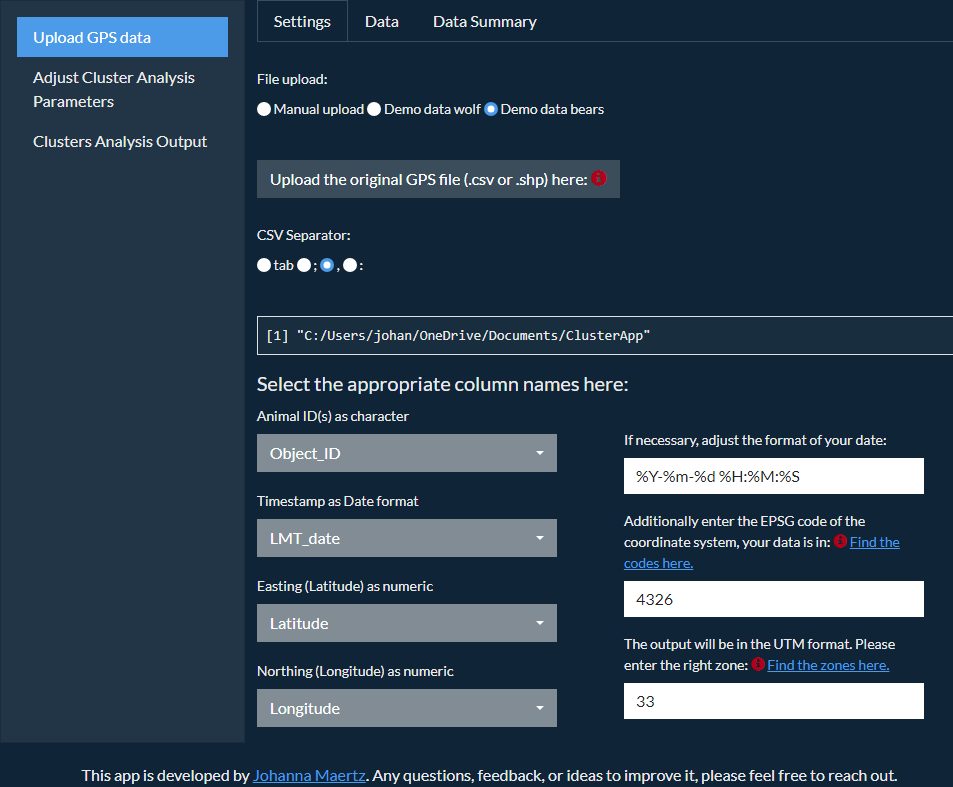 Upload GPS data
Adjust Cluster Analysis
Parameters
Clusters Analysis Output
Settings Data Data Summary
File upload:
Manual upload Demo data wolf Demo data bears
Upload the original GPS file (.csv or .shp) here:
CSV Separator:
tab ; , :
[1] "C:/Users/johan/OneDrive/Documents/ClusterApp"
Select the appropriate column names here:
Animal ID(s) as character
Object_ID
Timestamp as Date format
LMT_date
Easting (Latitude) as numeric
Latitude
Northing (Longitude) as numeric
Longitude
If necessary, adjust the format of your date:
%Y-%m-%d %H:%M:%S
Additionally enter the EPSG code of the
coordinate system, your data is in: Find the
codes here.
4326
The output will be in the UTM format. Please
enter the right zone: Find the zones here.
33
This app is developed by Johanna Maertz. Any questions, feedback, or ideas to improve it, please feel free to reach out.